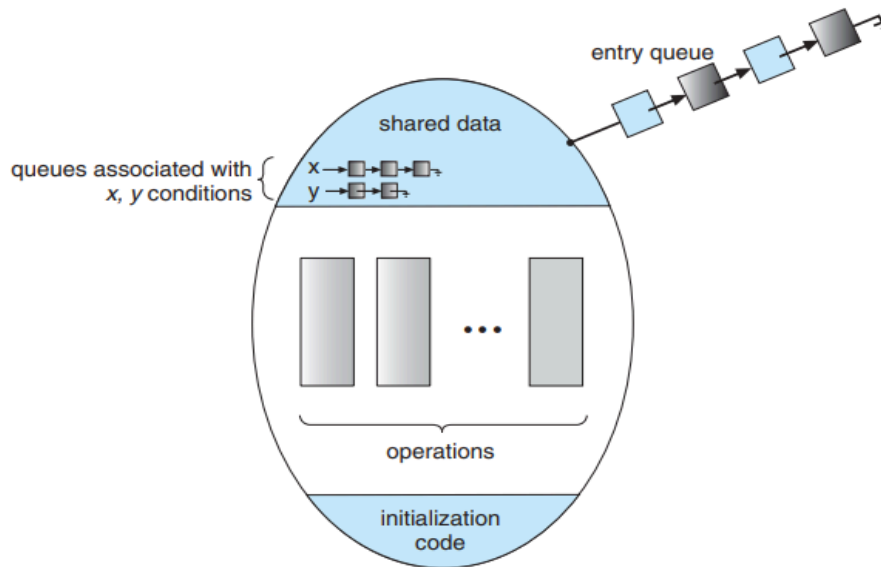 entry queue
shared data
queues associated with
x, y conditions
x
y
operations
initialization
code